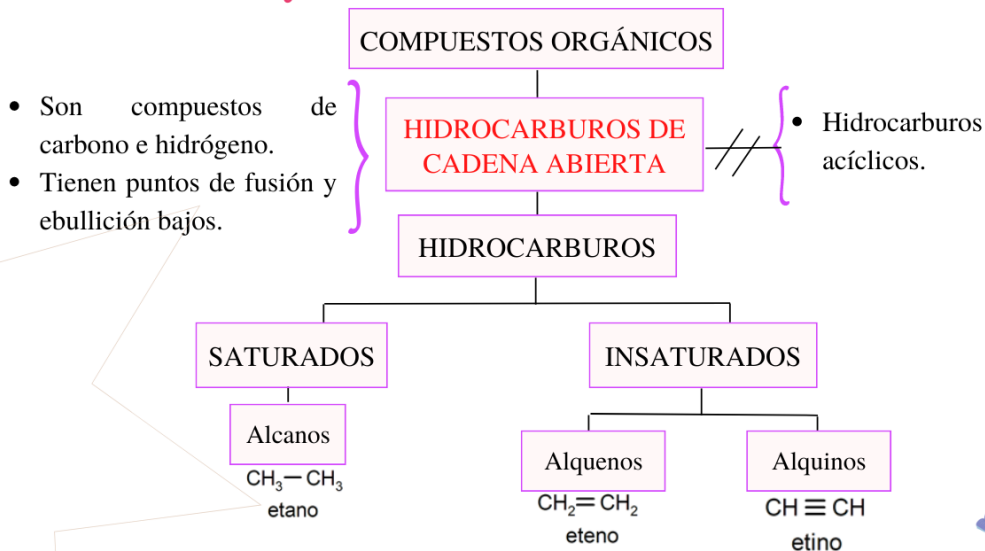 COMPUESTOS ORGÁNICOS
• Son compuestos de
carbono e hidrógeno.
• Tienen puntos de fusión y
ebullición bajos.
HIDROCARBUROS DE
CADENA ABIERTA
• Hidrocarburos
acíclicos.
HIDROCARBUROS
SATURADOS
INSATURADOS
Alcanos
CH₃—CH₃
etano
Alquenos
CH₂=CH₂
eteno
Alquinos
CH≡CH
etino